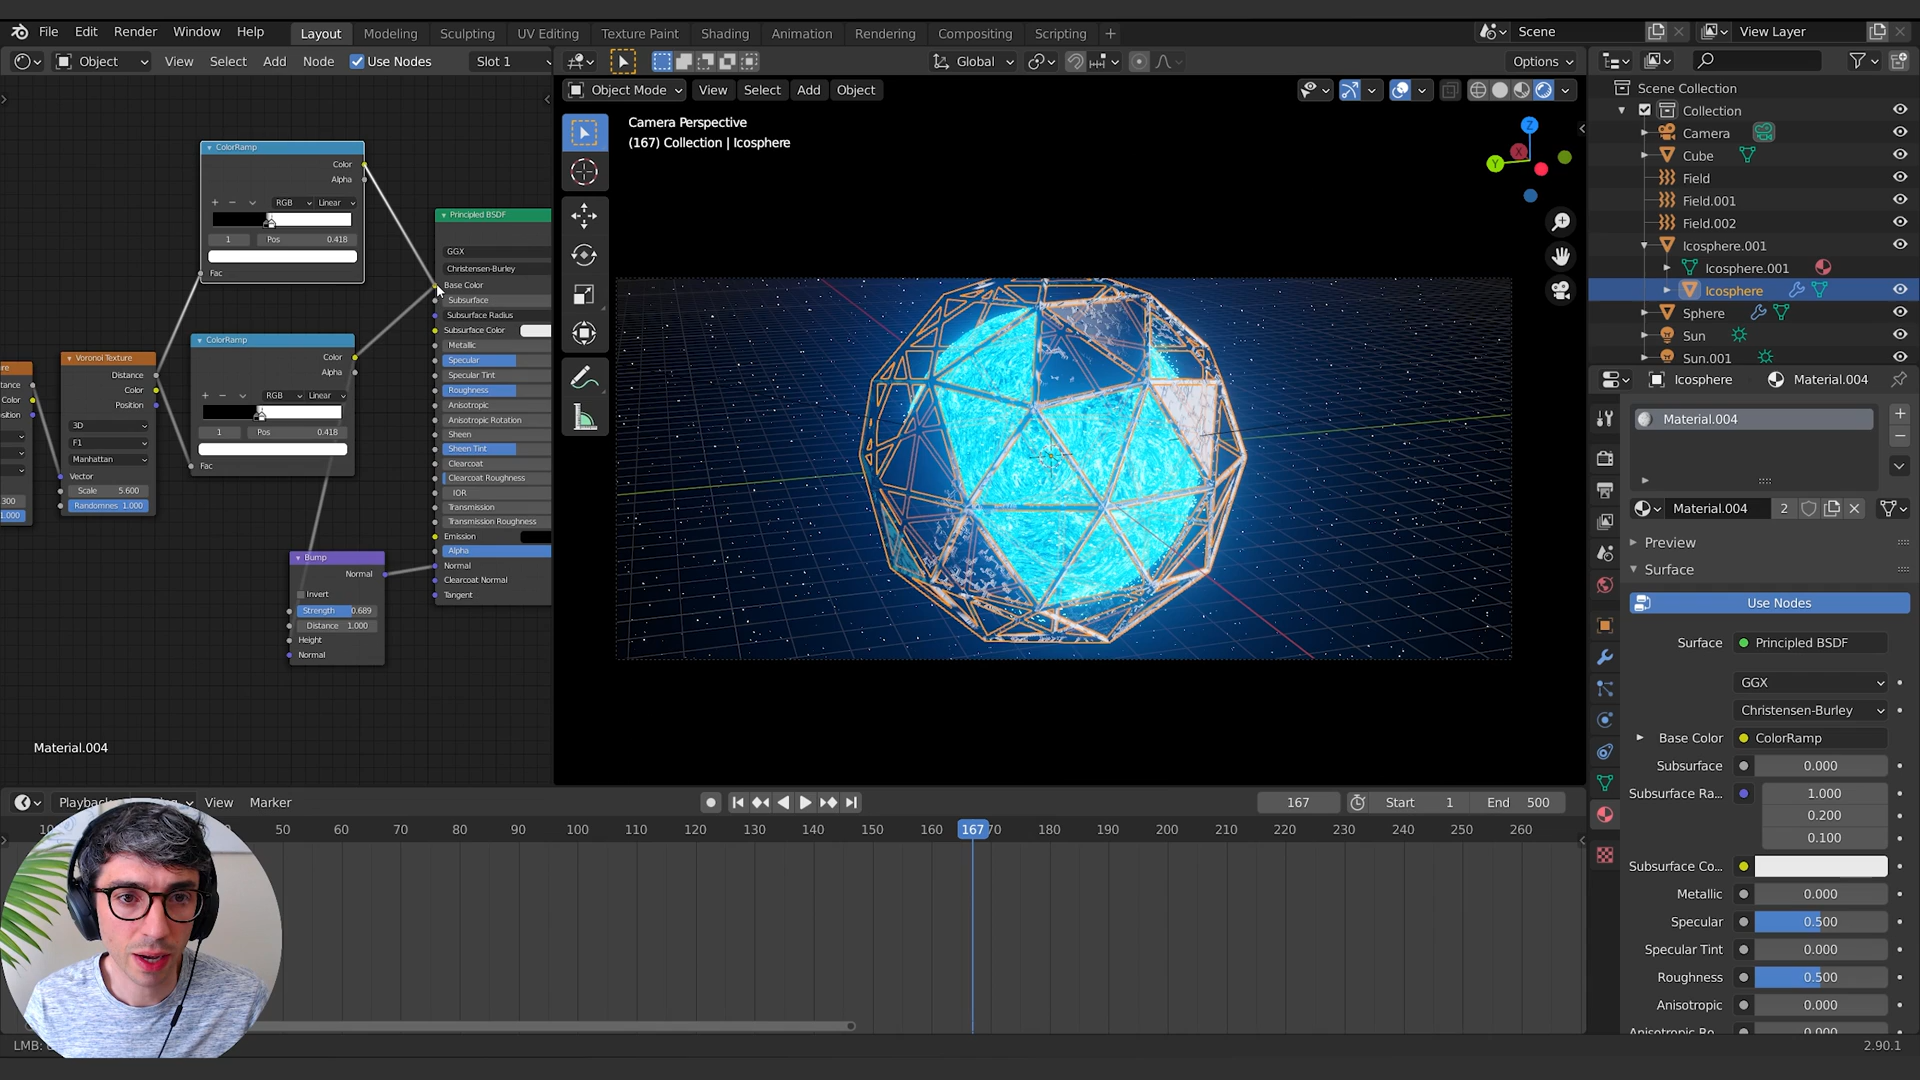 File Edit Render Window Help Layout Modeling Sculpting UV Editing Texture Paint Shading Animation Rendering Compositing Scripting Scene View Layer
Object View Select Add Node Use Nodes Slot 1 Global Options
Object Mode View Select Add Object
Camera Perspective
(167) Collection | Icosphere
ColorRamp
Color
Alpha
RGB Linear
1 Pos 0.418
Fac
ColorRamp
Color
Alpha
RGB Linear
1 Pos 0.418
Fac
Voronoi Texture
Distance
Color
Position
3D
F1
Manhattan
Vector
Scale 5.600
Randomnes 1.000
Bump
Normal
Invert
Strength 0.689
Distance 1.000
Height
Normal
Principled BSDF
GGX
Christensen-Burley
Base Color
Subsurface
Subsurface Radius
Subsurface Color
Metallic
Specular
Specular Tint
Roughness
Anisotropic
Anisotropic Rotation
Sheen
Sheen Tint
Clearcoat
Clearcoat Roughness
IOR
Transmission
Transmission Roughness
Emission
Alpha
Normal
Clearcoat Normal
Tangent
Material.004
Y
X
Z
Scene Collection
Collection
Camera
Cube
Field
Field.001
Field.002
Icosphere.001
Icosphere.001
Icosphere
Sphere
Sun
Sun.001
Icosphere Material.004
Material.004
Material.004 2
Preview
Surface
Use Nodes
Surface Principled BSDF
GGX
Christensen-Burley
Base Color ColorRamp
Subsurface 0.000
Subsurface Ra... 1.000
0.200
0.100
Subsurface Co...
Metallic 0.000
Specular 0.500
Specular Tint 0.000
Roughness 0.500
Anisotropic 0.000
Anisotropic Ro...
View Marker 167 Start 1 End 500
50 60 70 80 90 100 110 120 130 140 150 160 167 70 180 190 200 210 220 230 240 250 260
LMB:
2.90.1